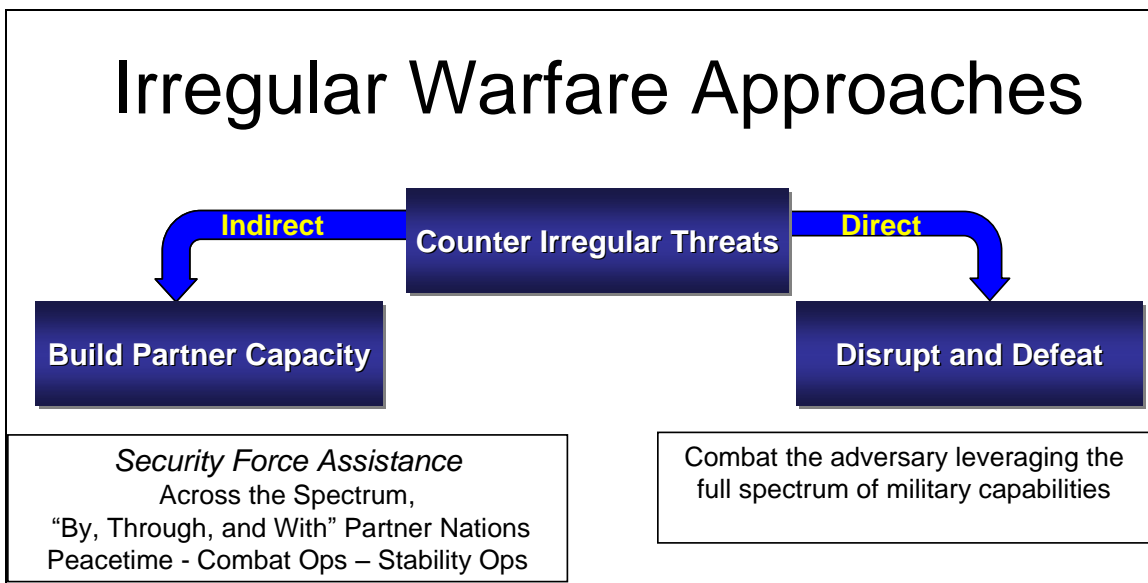 Irregular Warfare Approaches
Indirect
Counter Irregular Threats
Direct
Build Partner Capacity
Disrupt and Defeat
Security Force Assistance
Across the Spectrum,
“By, Through, and With” Partner Nations
Peacetime - Combat Ops – Stability Ops
Combat the adversary leveraging the
full spectrum of military capabilities